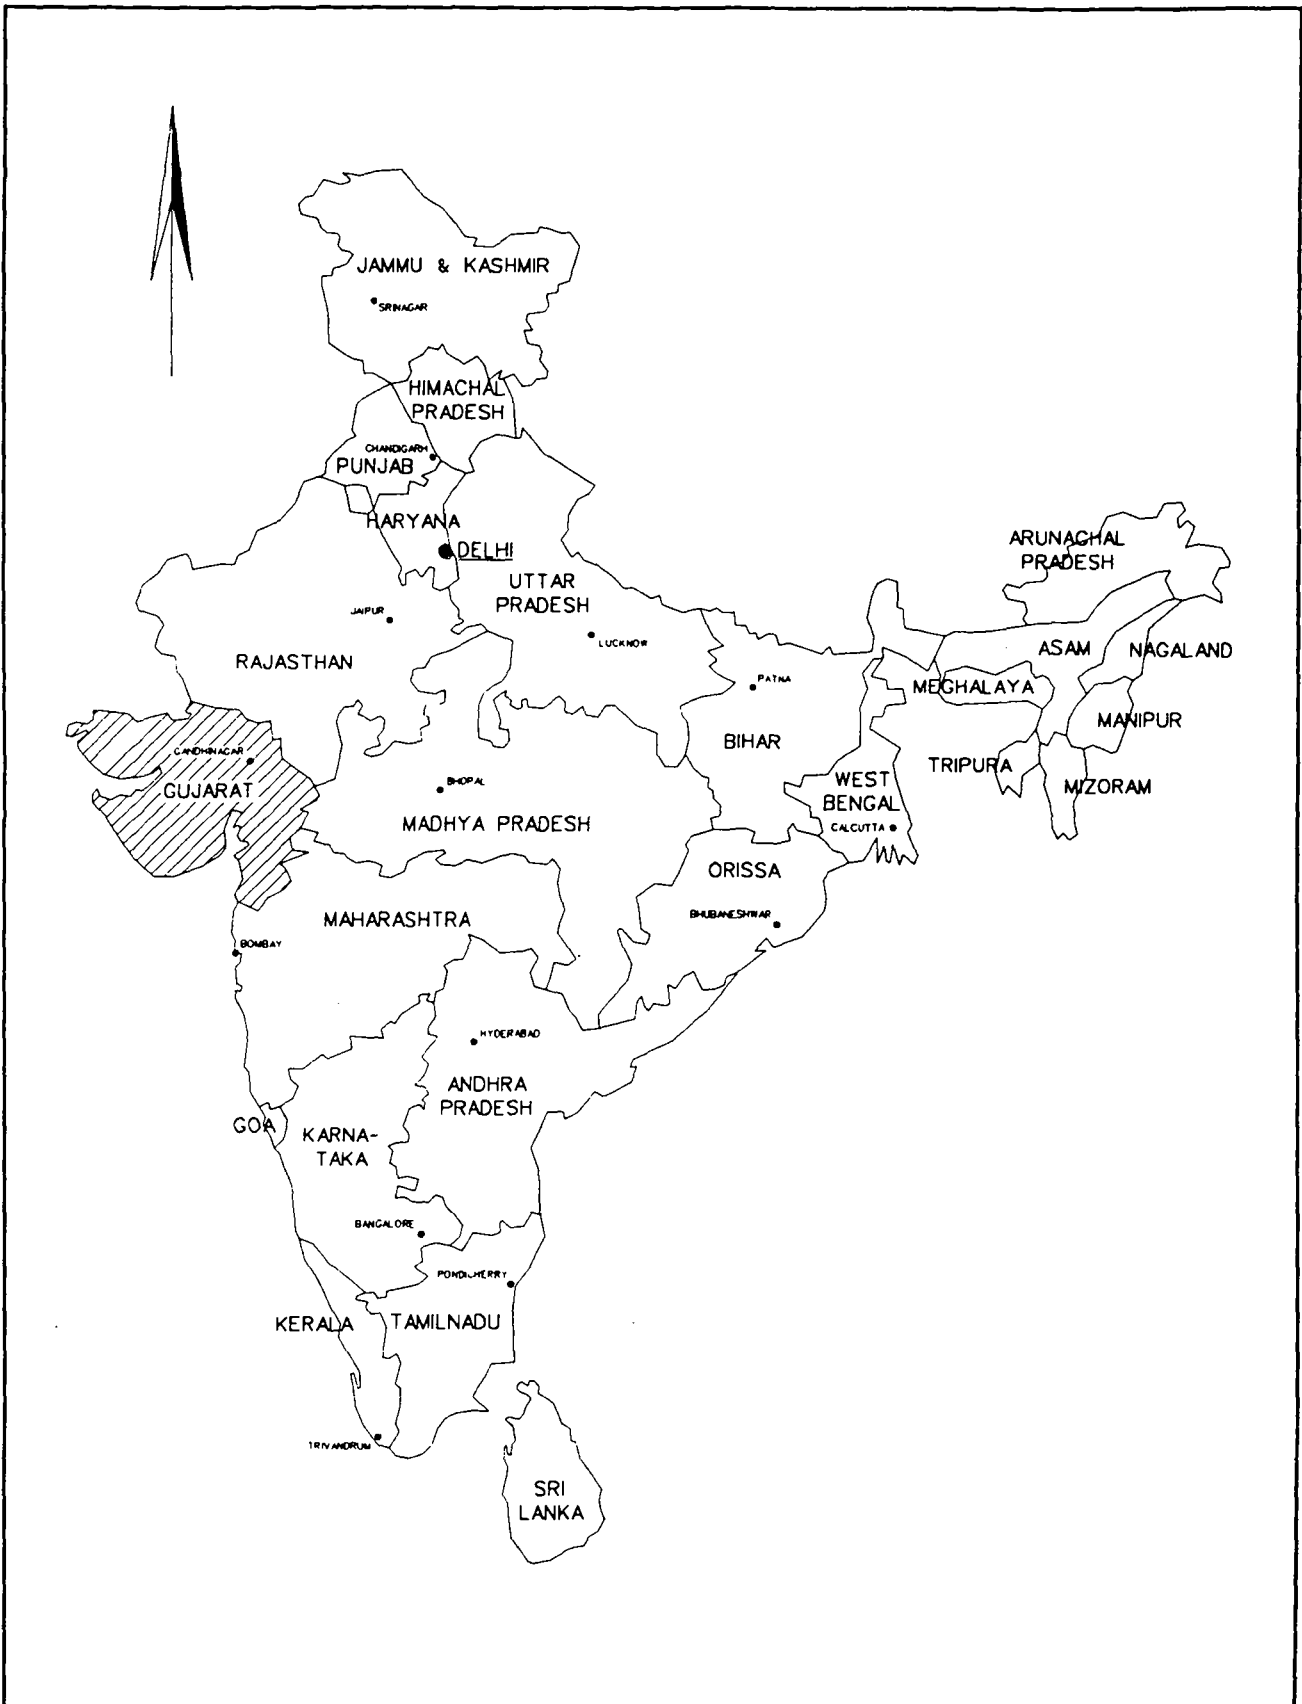 JAMMU & KASHMIR
SRINAGAR
HIMACHAL
PRADESH
CHANDIGARH
PUNJAB
HARYANA
DELHI
ARUNACHAL
PRADESH
UTTAR
PRADESH
JAIPUR
LUCKNOW
ASAM
NAGALAND
RAJASTHAN
PATNA
MEGHALAYA
MANIPUR
BIHAR
GANDHINAGAR
TRIPURA
GUJARAT
BHOPAL
WEST
BENGAL
MIZORAM
MADHYA PRADESH
CALCUTTA
ORISSA
MAHARASHTRA
BHUBANESHWAR
BOMBAY
HYDERABAD
ANDHRA
PRADESH
GOA
KARNA-
TAKA
BANGALORE
PONDICHERRY
KERALA
TAMILNADU
TRIVANDRUM
SRI
LANKA